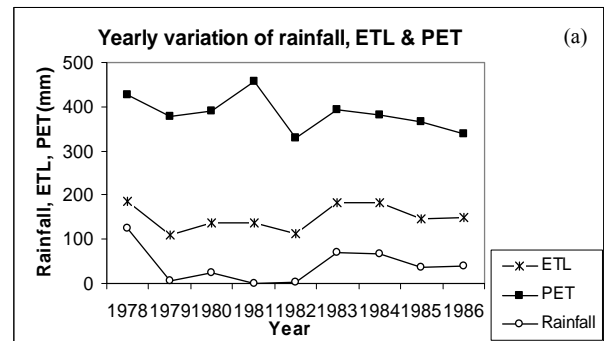 Yearly variation of rainfall, ETL & PET
(a)
Rainfall, ETL, PET(mm)
500
400
300
200
100
0
1978 1979 1980 1981 1982 1983 1984 1985 1986
Year
ETL
PET
Rainfall